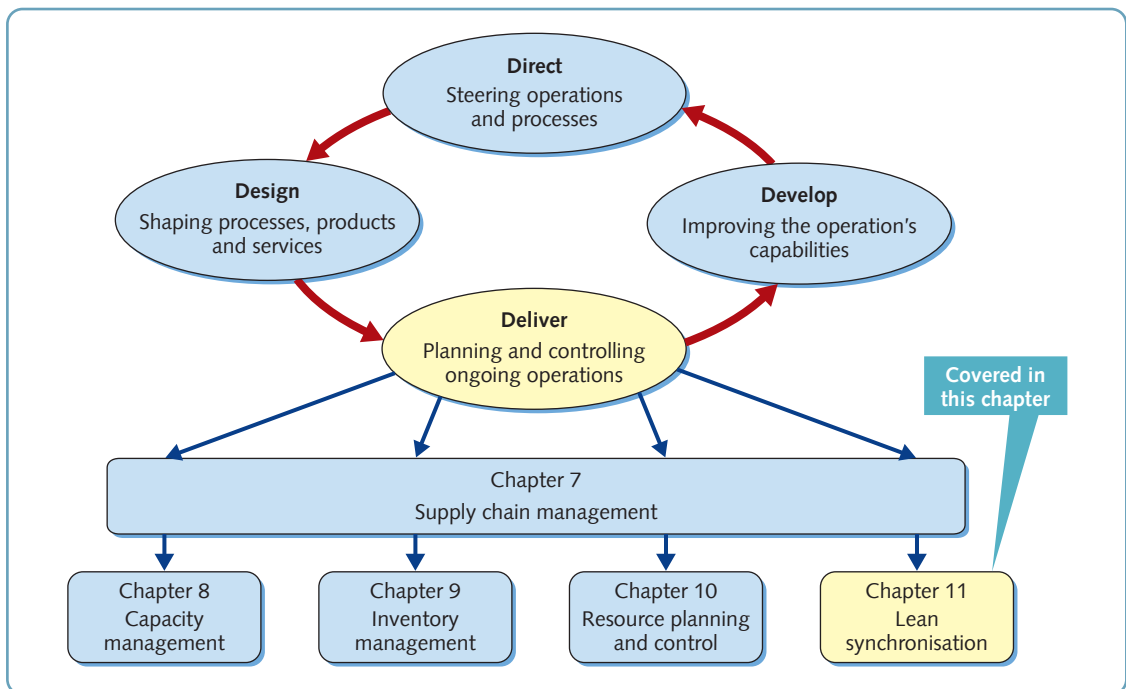 Direct
Steering operations
and processes
Design
Shaping processes, products
and services
Develop
Improving the operation's
capabilities
Deliver
Planning and controlling
ongoing operations
Covered in
this chapter
Chapter 7
Supply chain management
Chapter 8
Capacity
management
Chapter 9
Inventory
management
Chapter 10
Resource planning
and control
Chapter 11
Lean
synchronisation